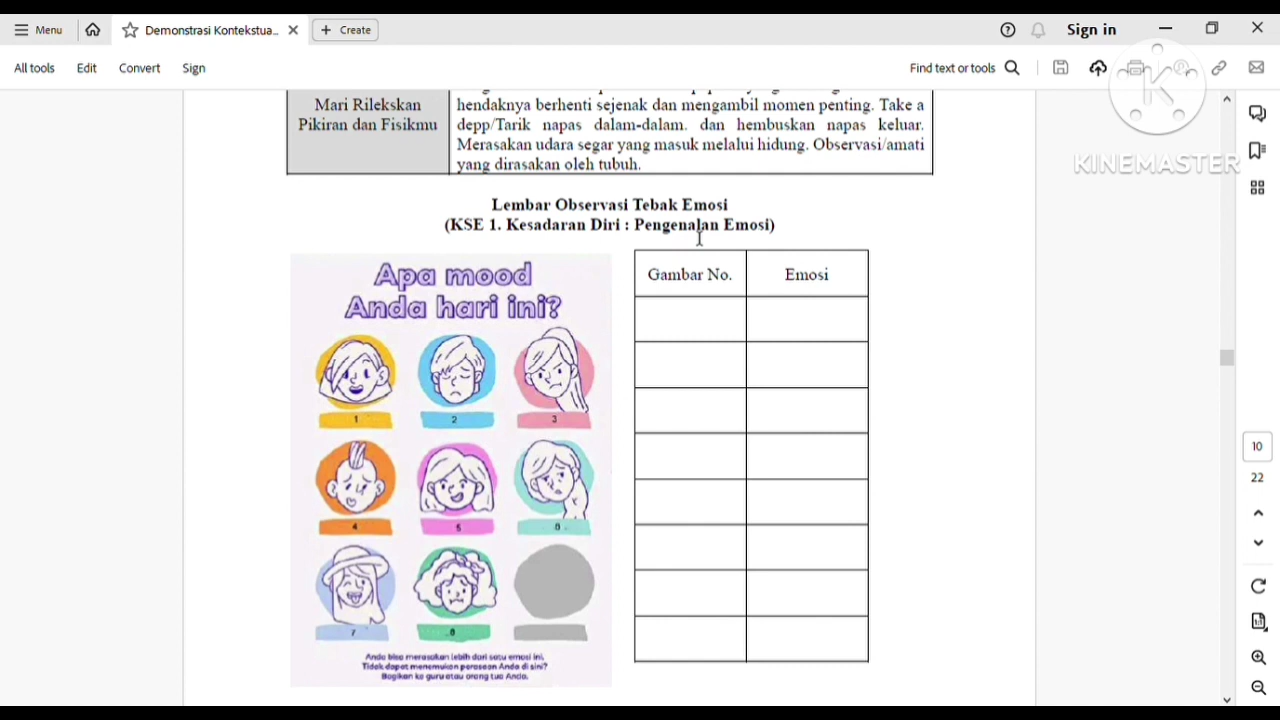 Menu
Demonstrasi Kontekstua...
Create
Sign in
All tools
Edit
Convert
Sign
Find text or tools
KINEMASTER
Mari Rilekskan
Pikiran dan Fisikmu
hendaknya berhenti sejenak dan mengambil momen penting. Take a
depp/Tarik napas dalam-dalam. dan hembuskan napas keluar.
Merasakan udara segar yang masuk melalui hidung. Observasi/amati
yang dirasakan oleh tubuh.
Lembar Observasi Tebak Emosi
(KSE 1. Kesadaran Diri : Pengenalan Emosi)
Apa mood
Anda hari ini?
1
2
3
4
5
7
Anda bisa merasakan lebih dari satu emosi ini.
Tidak dapat menemukan perasaan Anda di sini?
Bagikan ke guru atau orang tua Anda.
Gambar No.
Emosi
10
22